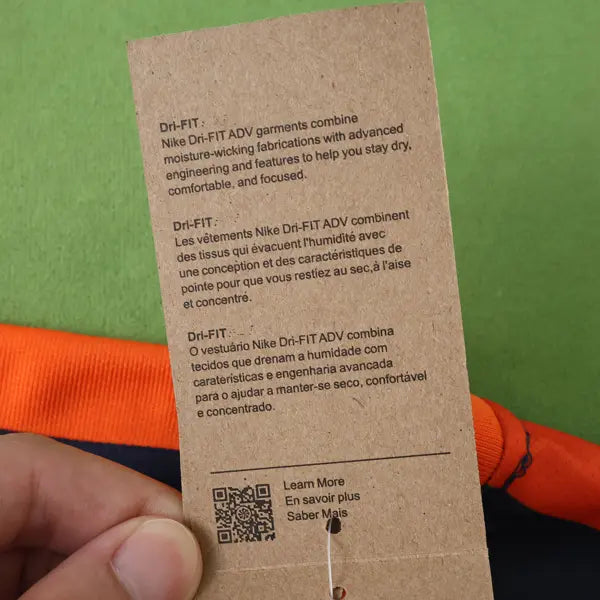 Dri-FIT.
Nike Dri-FIT ADV garments combine
moisture-wicking fabrications with advanced
engineering and features to help you stay dry,
comfortable, and focused.
Dri-FIT.
Les vêtements Nike Dri-FIT ADV combinent
des tissus qui évacuent l'humidité avec
une conception et des caractéristiques de
pointe pour que vous restiez au sec,à l'aise
et concentré.
Dri-FIT.
O vestuário Nike Dri-FIT ADV combina
tecidos que drenam a humidade com
caraterísticas e engenharia avancada
para o ajudar a manter-se seco, confortável
e concentrado.
Learn More
En savoir plus
Saber Mais